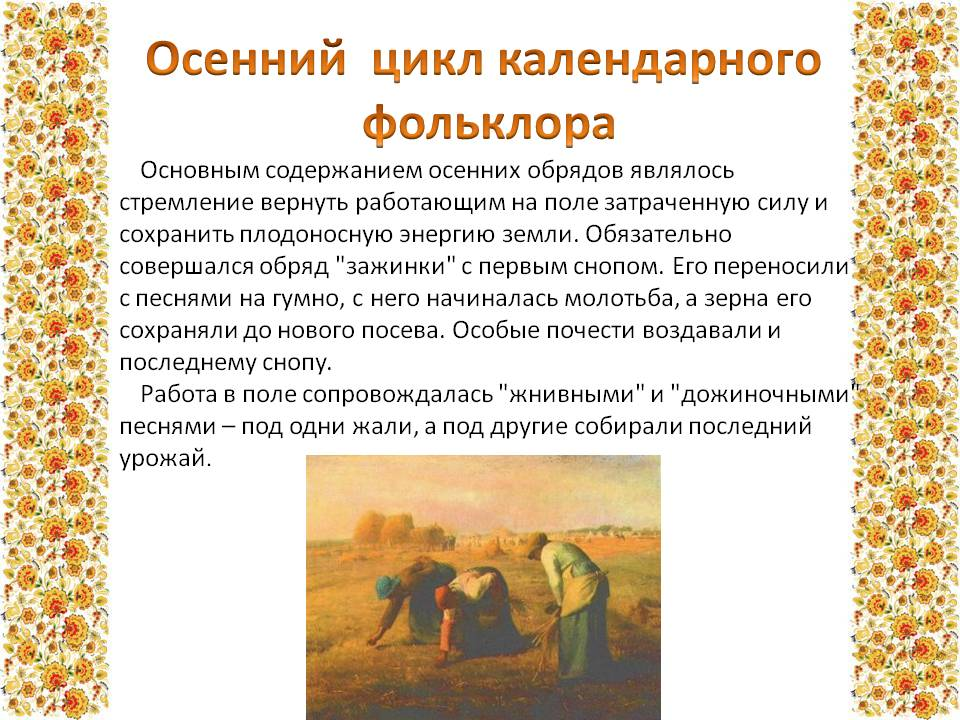 Осенний цикл календарного
фольклора
Основным содержанием осенних обрядов являлось
стремление вернуть работающим на поле затраченную силу и
сохранить плодоносную энергию земли. Обязательно
совершался обряд "зажинки" с первым снопом. Его переносили
с песнями на гумно, с него начиналась молотьба, а зерна его
сохраняли до нового посева. Особые почести воздавали и
последнему снопу.
Работа в поле сопровождалась "жнивными" и "дожиночными"
песнями – под одни жали, а под другие собирали последний
урожай.